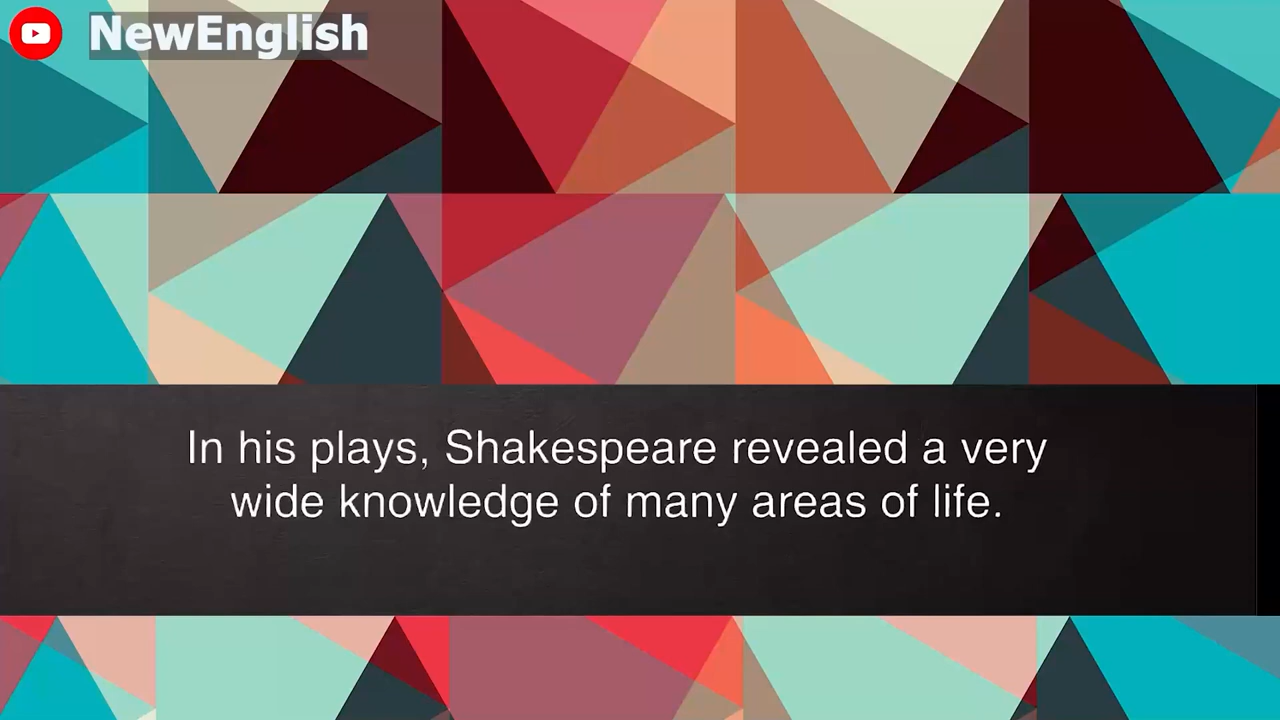 NewEnglish
In his plays, Shakespeare revealed a very
wide knowledge of many areas of life.